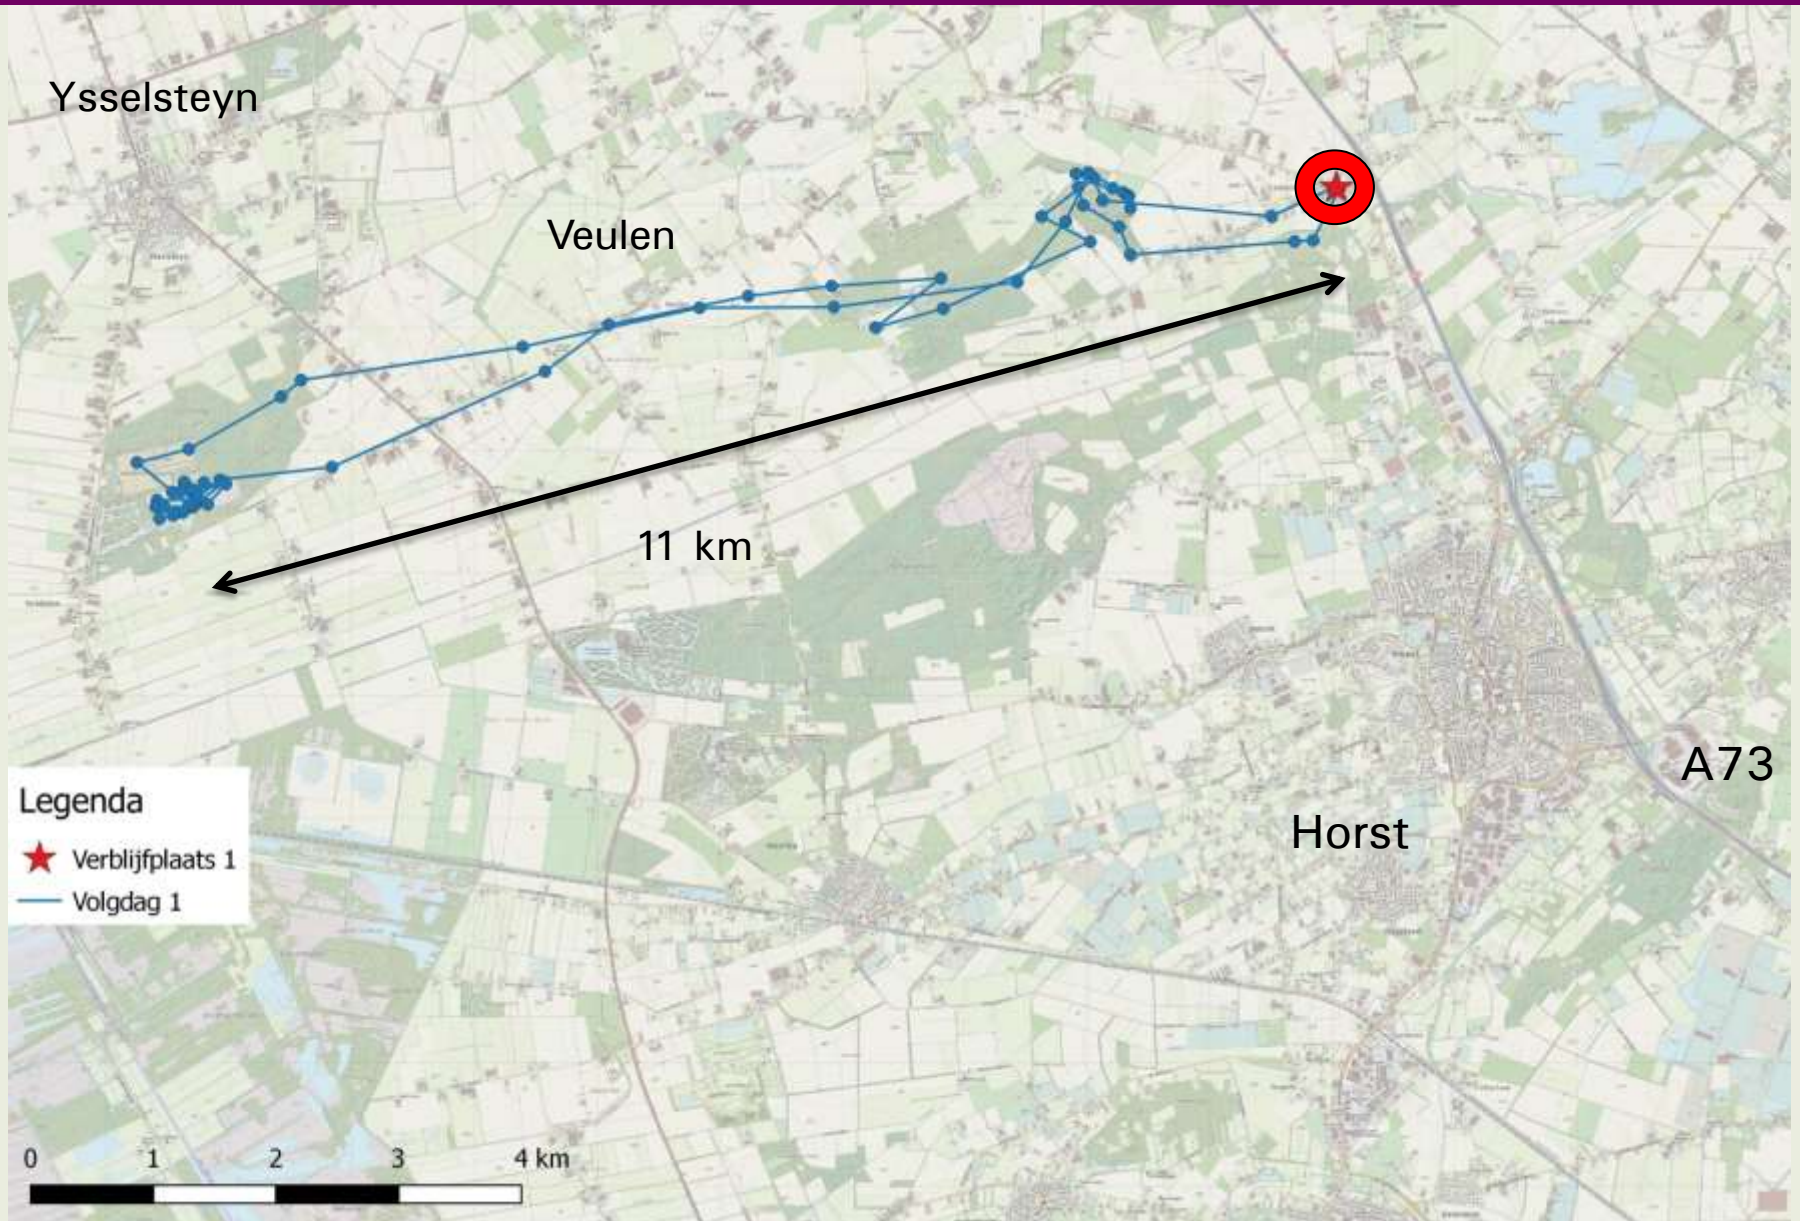 Ysselsteyn
Veulen
11 km
A73
Horst
Legenda
Verblijfplaats 1
Volgdag 1
0 1 2 3 4 km